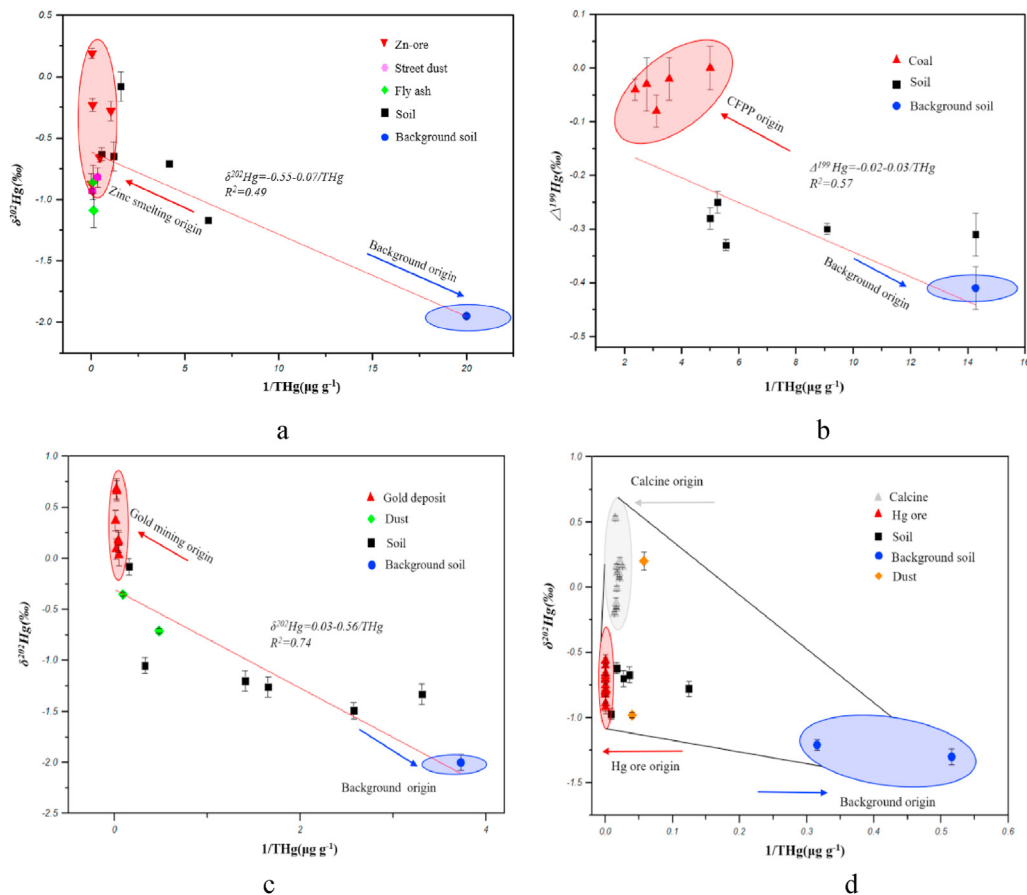 a
0.5
0.0
-0.5
-1.0
-1.5
-2.0
δ²⁰²Hg(‰)
Zn-ore
Street dust
Fly ash
Soil
Background soil
δ²⁰²Hg=-0.55-0.07/THg
R²=0.49
Zinc smelting origin
Background origin
0 5 10 15 20
1/THg(μg g⁻¹)
a
b
0.1
0.0
-0.1
-0.2
-0.3
-0.4
-0.5
△¹⁹⁹Hg(‰)
Coal
Soil
Background soil
CFPP origin
Δ¹⁹⁹Hg=-0.02-0.03/THg
R²=0.57
Background origin
2 4 6 8 10 12 14 16
1/THg(μg g⁻¹)
b
c
1.0
0.5
0.0
-0.5
-1.0
-1.5
-2.0
-2.5
δ²⁰²Hg(‰)
Gold deposit
Dust
Soil
Background soil
Gold mining origin
δ²⁰²Hg=0.03-0.56/THg
R²=0.74
Background origin
0 2 4
1/THg(μg g⁻¹)
c
d
1.0
0.5
0.0
-0.5
-1.0
-1.5
δ²⁰²Hg(‰)
Calcine origin
Calcine
Hg ore
Soil
Background soil
Dust
Hg ore origin
Background origin
0.0 0.1 0.2 0.3 0.4 0.5 0.6
1/THg(μg g⁻¹)
d